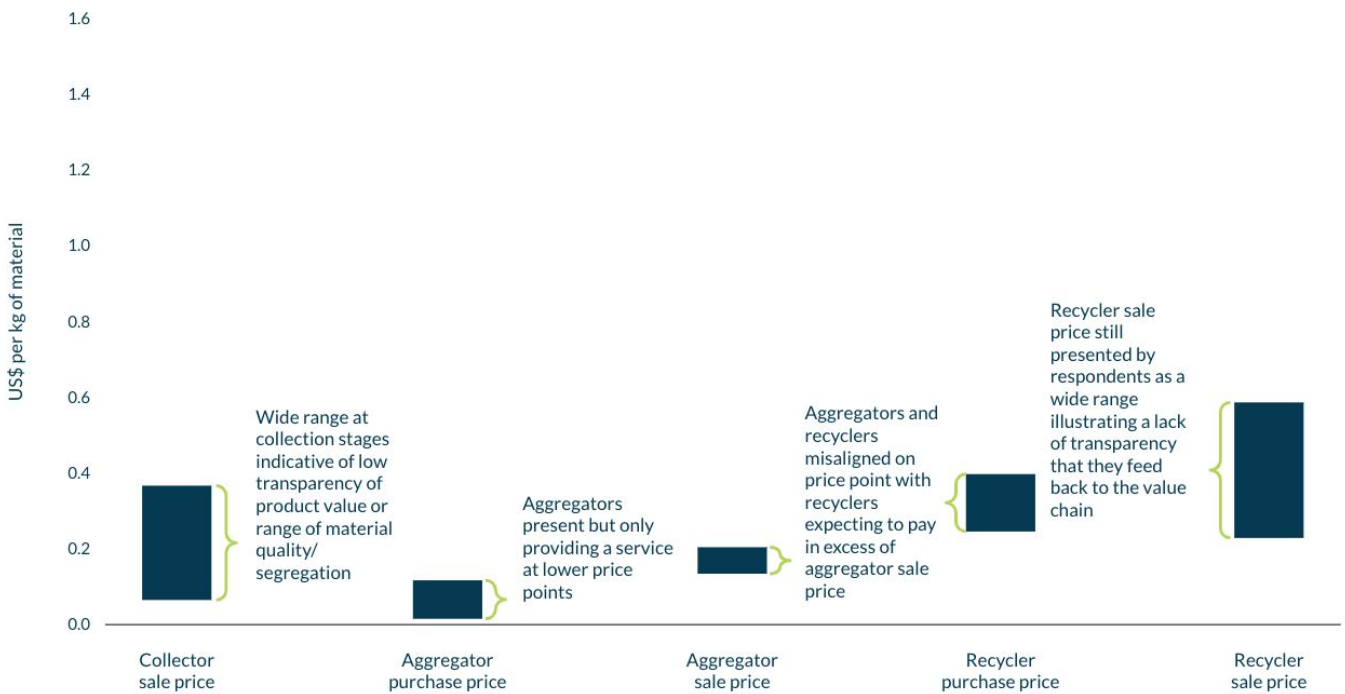 1.6
1.4
1.2
1.0
0.8
0.6
0.4
0.2
0.0
US$ per kg of material
Wide range at
collection stages
indicative of low
transparency of
product value or
range of material
quality/
segregation
Aggregators
present but only
providing a service
at lower price
points
Aggregators and
recyclers
misaligned on
price point with
recyclers
expecting to pay
in excess of
aggregator sale
price
Recycler sale
price still
presented by
respondents as a
wide range
illustrating a lack
of transparency
that they feed
back to the value
chain
Collector
sale price
Aggregator
purchase price
Aggregator
sale price
Recycler
purchase price
Recycler
sale price